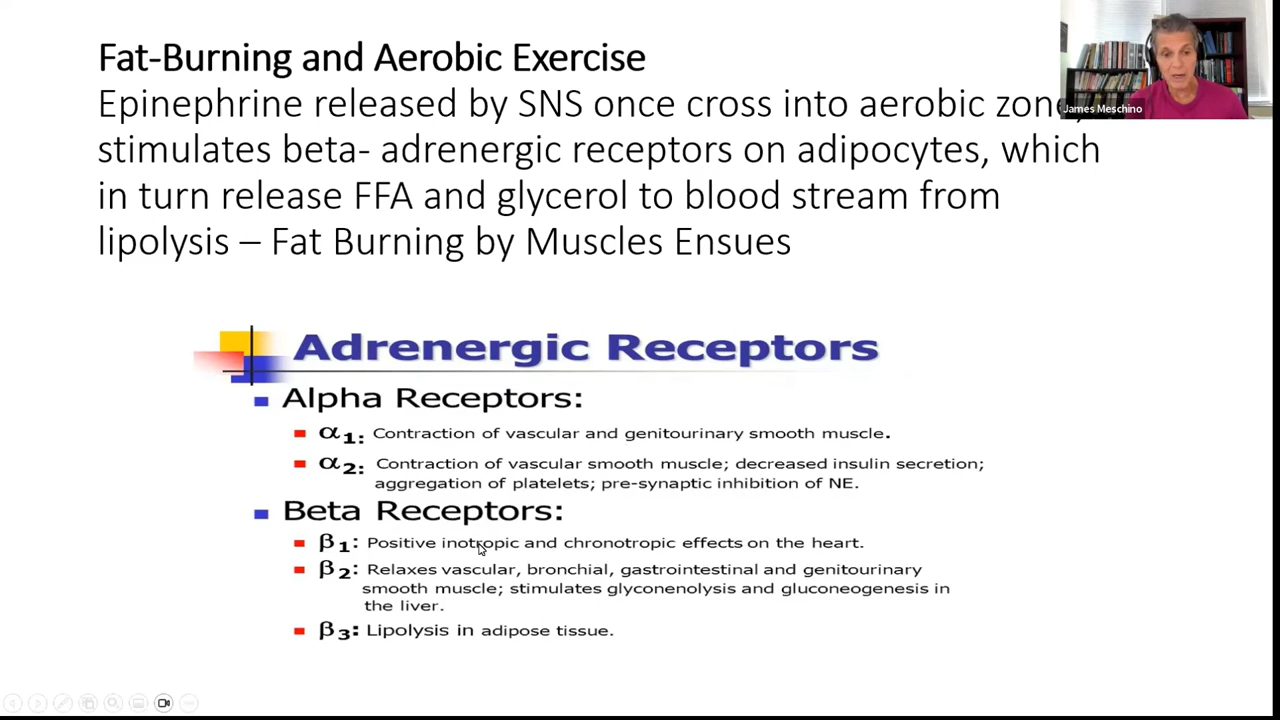 Fat-Burning and Aerobic Exercise
Epinephrine released by SNS once cross into aerobic zone,
stimulates beta- adrenergic receptors on adipocytes, which
in turn release FFA and glycerol to blood stream from
lipolysis – Fat Burning by Muscles Ensues
James Meschino
Adrenergic Receptors
Alpha Receptors:
α1: Contraction of vascular and genitourinary smooth muscle.
α2: Contraction of vascular smooth muscle; decreased insulin secretion;
aggregation of platelets; pre-synaptic inhibition of NE.
Beta Receptors:
β1: Positive inotropic and chronotropic effects on the heart.
β2: Relaxes vascular, bronchial, gastrointestinal and genitourinary
smooth muscle; stimulates glyconenolysis and gluconeogenesis in
the liver.
β3: Lipolysis in adipose tissue.